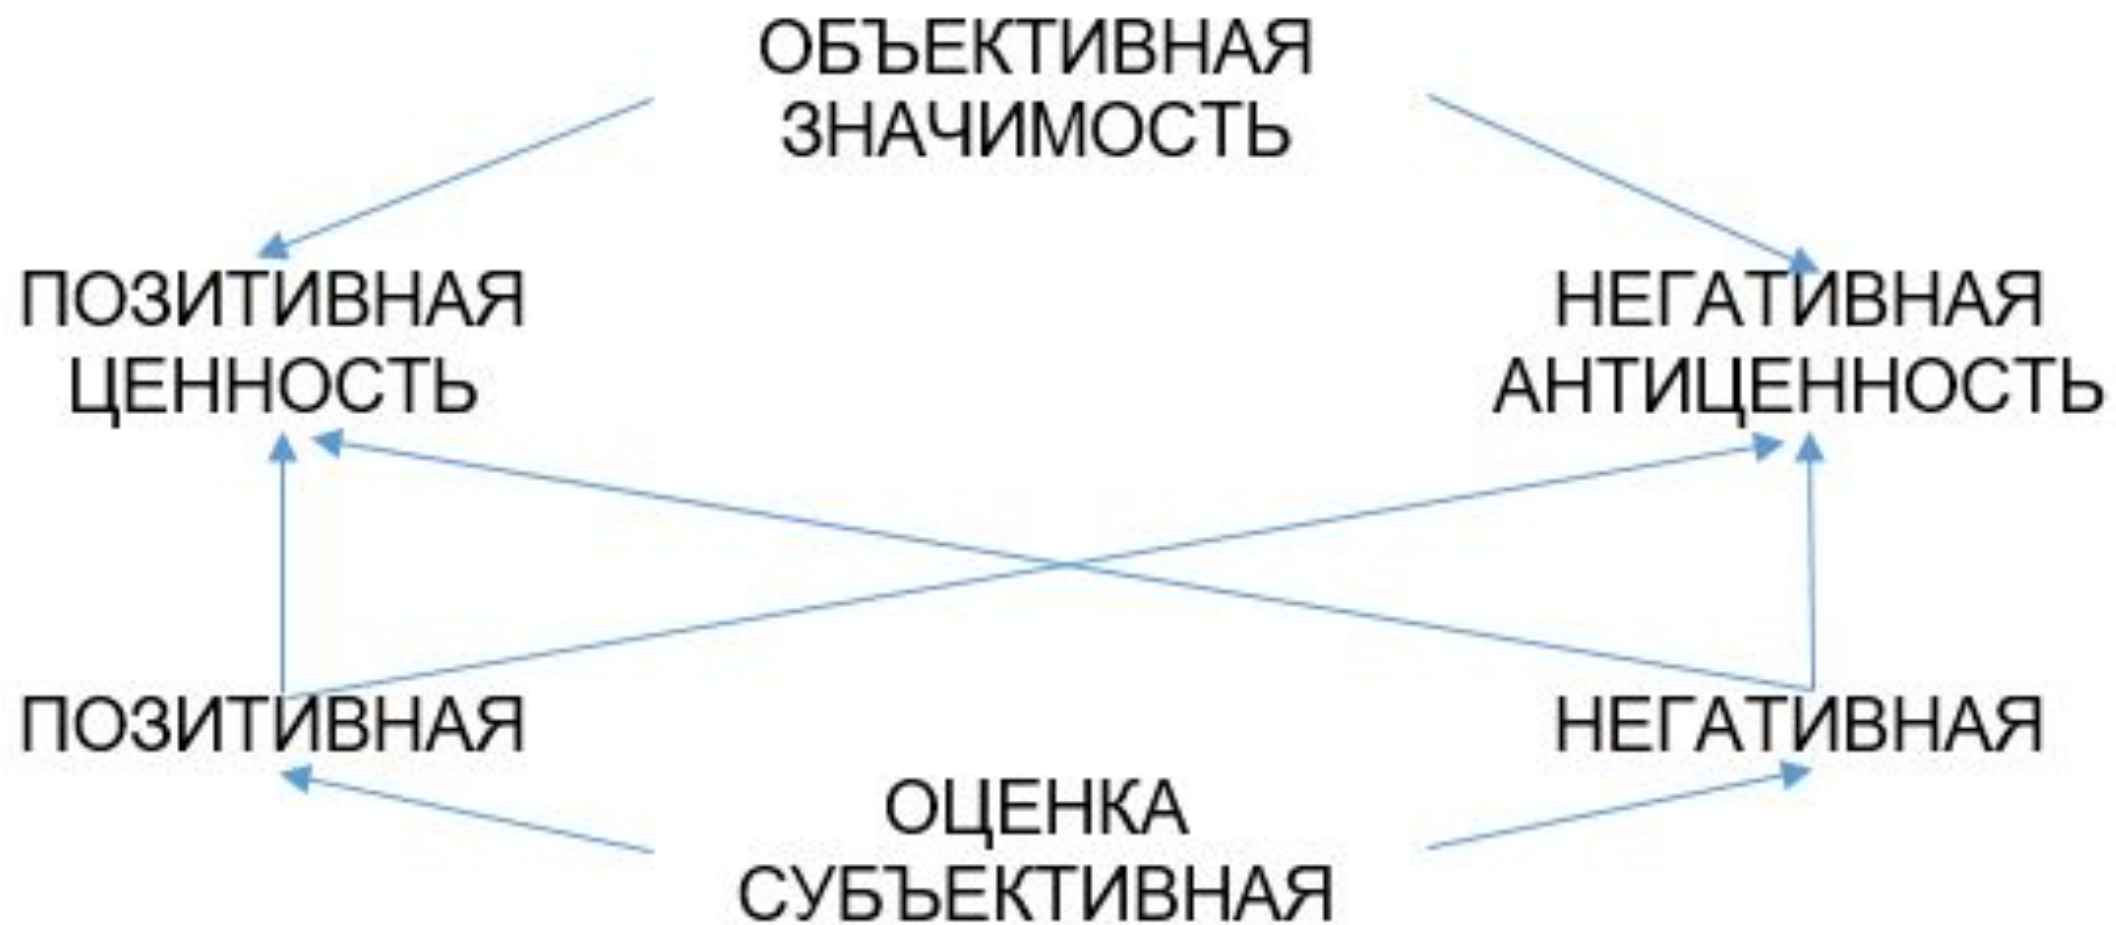 ОБЪЕКТИВНАЯ
ЗНАЧИМОСТЬ
ПОЗИТИВНАЯ
ЦЕННОСТЬ
НЕГАТИВНАЯ
АНТИЦЕННОСТЬ
ПОЗИТИВНАЯ
НЕГАТИВНАЯ
ОЦЕНКА
СУБЪЕКТИВНАЯ